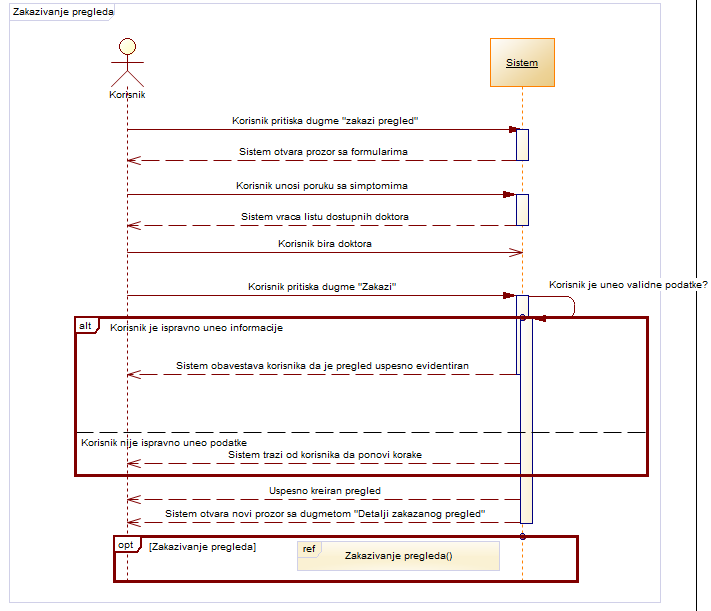 Zakazivanje pregleda
Sistem
Korisnik
Korisnik pritiska dugme "zakazi pregled"
Sistem otvara prozor sa formularima
Korisnik unosi poruku sa simptomima
Sistem vraca listu dostupnih doktora
Korisnik bira doktora
Korisnik pritiska dugme "Zakazi"
Korisnik je uneo validne podatke?
alt
Korisnik je ispravno uneo informacije
Sistem obavestava korisnika da je pregled uspesno evidentiran
Korisnik nije ispravno uneo podatke
Sistem trazi od korisnika da ponovi korake
Uspesno kreiran pregled
Sistem otvara novi prozor sa dugmetom "Detalji zakazanog pregled"
opt
[Zakazivanje pregleda]
ref
Zakazivanje pregleda()